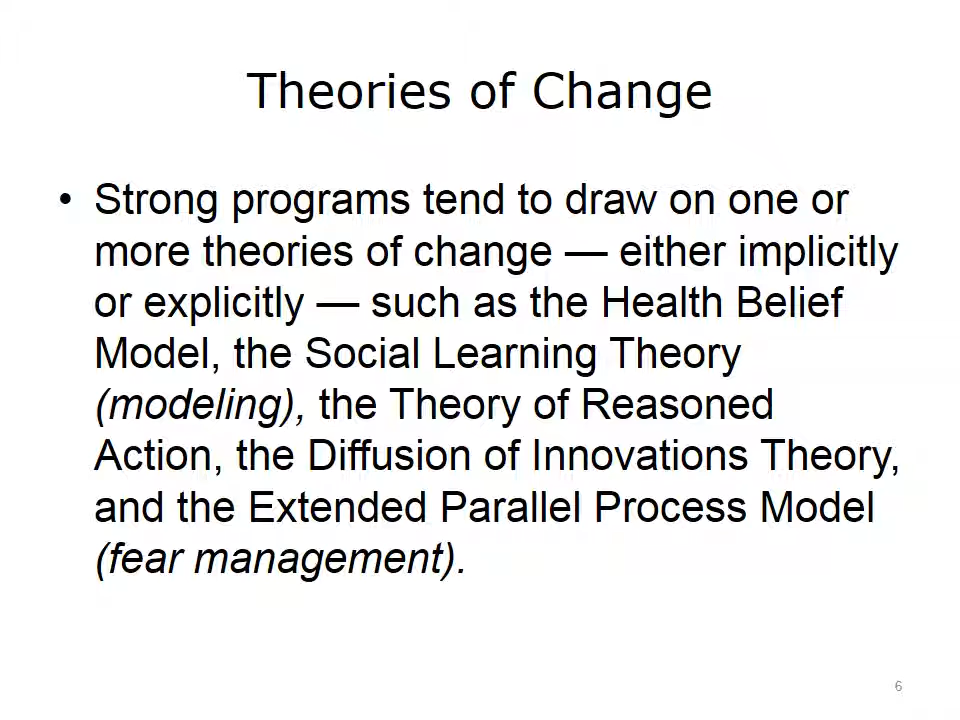 Theories of Change
• Strong programs tend to draw on one or
more theories of change — either implicitly
or explicitly — such as the Health Belief
Model, the Social Learning Theory
(modeling), the Theory of Reasoned
Action, the Diffusion of Innovations Theory,
and the Extended Parallel Process Model
(fear management).
6